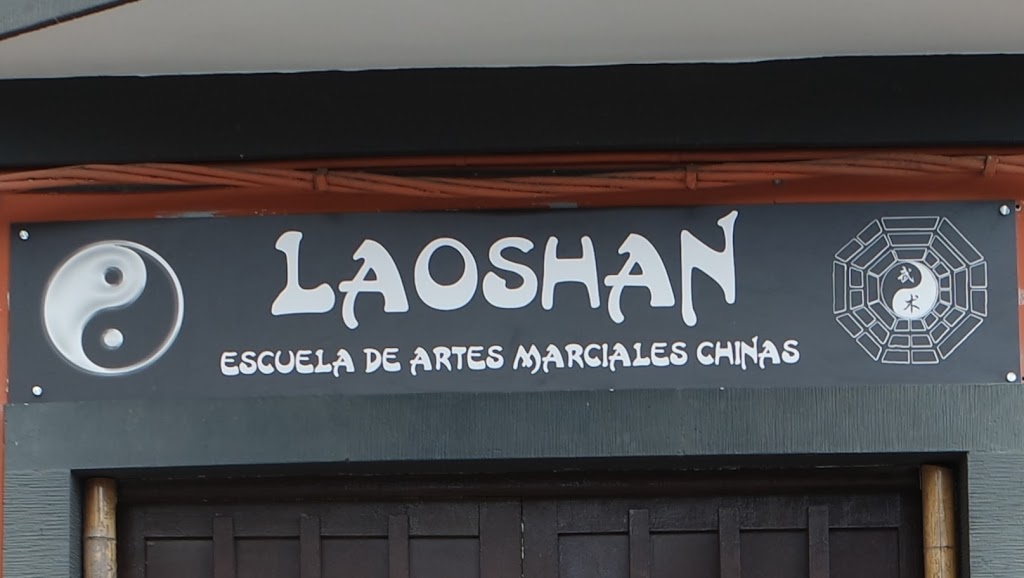 LAOSHAN
ESCUELA DE ARTES MARCIALES CHINAS
武
术